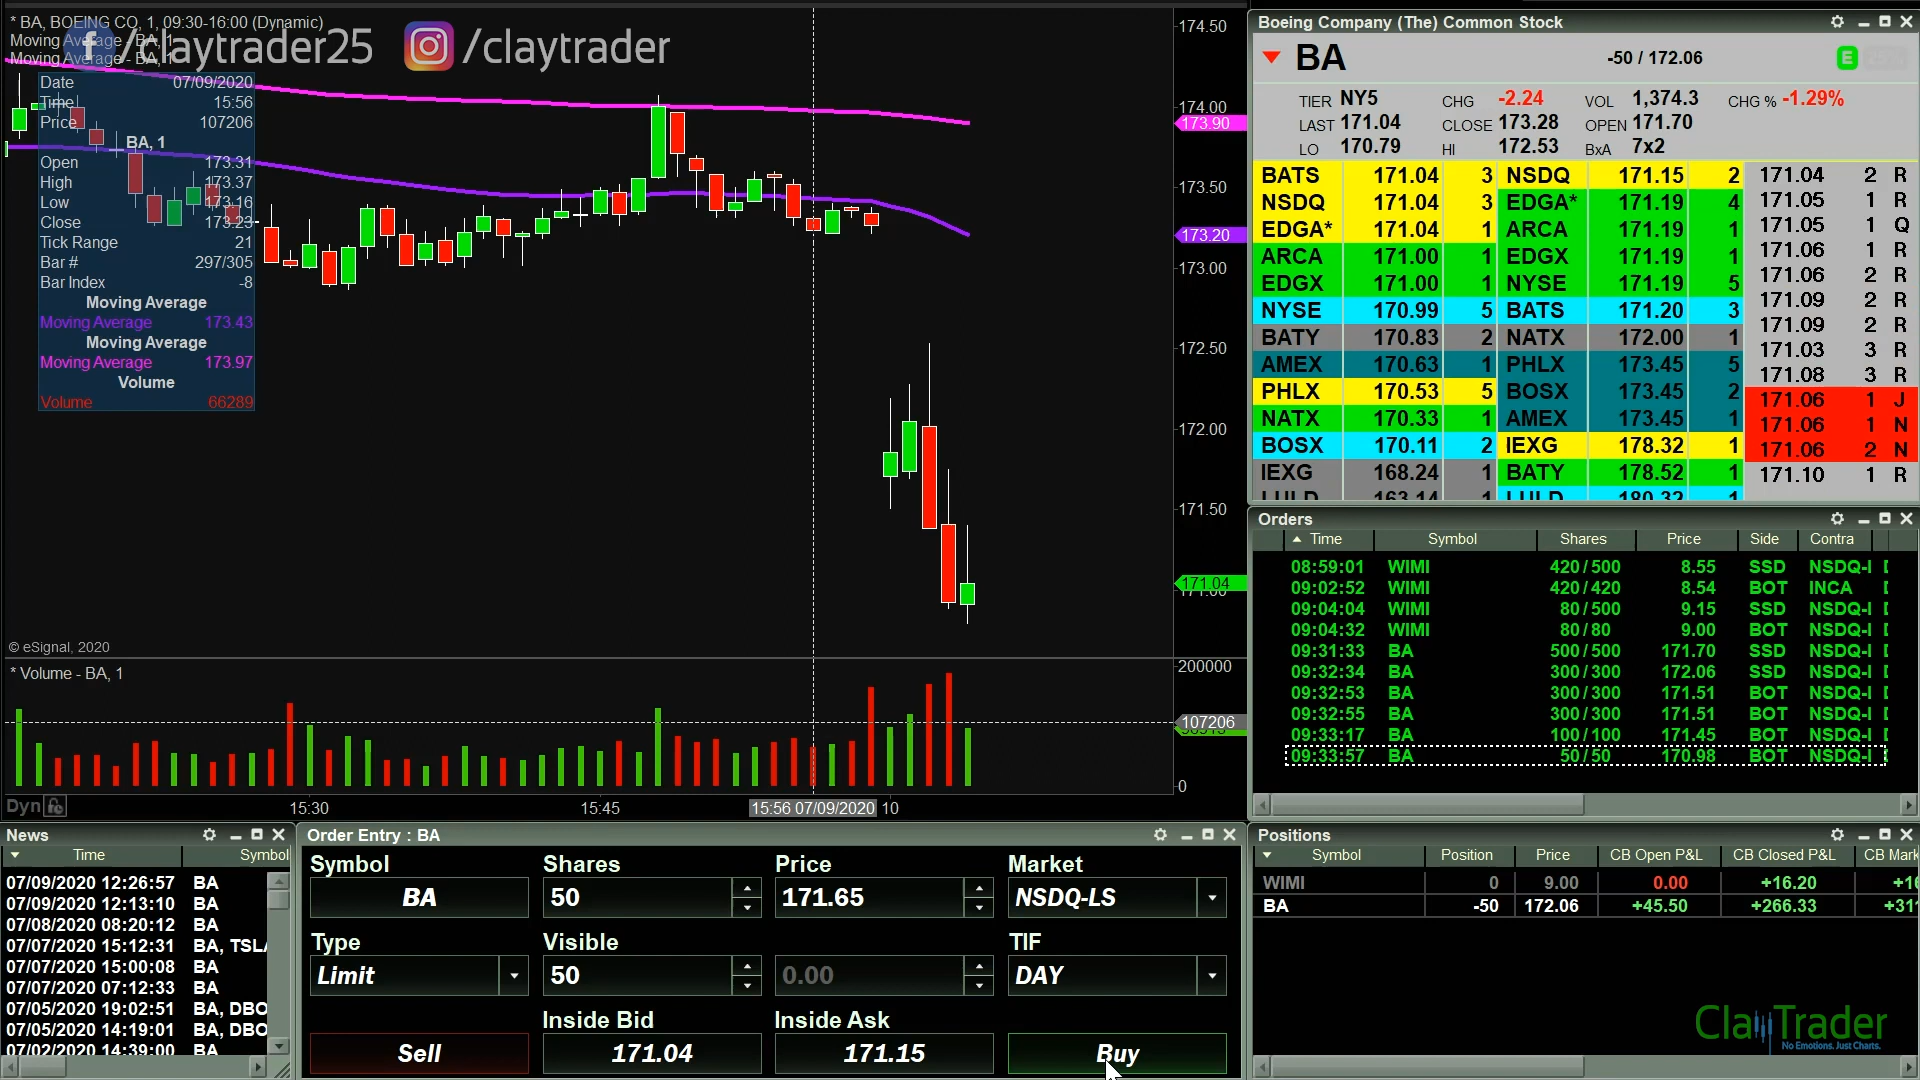 * BA, BOEING CO, 1, 09:30-16:00 (Dynamic)
Moving Average - BA, 1
Moving Average - BA, 1
f /claytrader25 /claytrader
Date 07/09/2020
Time 15:56
Price 107206
BA, 1
Open 173.31
High 173.37
Low 173.16
Close 173.23
Tick Range 21
Bar # 297/305
Bar Index -8
Moving Average
Moving Average 173.43
Moving Average
Moving Average 173.97
Volume
Volume 66289
174.50
174.00
173.90
173.50
173.20
173.00
172.50
172.00
171.50
171.04
171.00
© eSignal, 2020
* Volume - BA, 1
200000
107206
0
Dyn
15:30 15:45 15:56 07/09/2020 10
Boeing Company (The) Common Stock
BA -50 / 172.06 E
TIER NY5 CHG -2.24 VOL 1,374.3 CHG % -1.29%
LAST 171.04 CLOSE 173.28 OPEN 171.70
LO 170.79 HI 172.53 BxA 7x2
BATS 171.04 3 NSDQ 171.15 2
NSDQ 171.04 3 EDGA* 171.19 4
EDGA* 171.04 1 ARCA 171.19 1
ARCA 171.00 1 EDGX 171.19 1
EDGX 171.00 1 NYSE 171.19 5
NYSE 170.99 5 BATS 171.20 3
BATY 170.83 2 NATX 172.00 1
AMEX 170.63 1 PHLX 173.45 5
PHLX 170.53 5 BOSX 173.45 2
NATX 170.33 1 AMEX 173.45 1
BOSX 170.11 2 IEXG 178.32 1
IEXG 168.24 1 BATY 178.52 1
LULD 163.14 1 LULD 180.32 1
171.04 2 R
171.05 1 R
171.05 1 Q
171.06 1 R
171.06 2 R
171.09 2 R
171.09 2 R
171.03 3 R
171.08 3 R
171.06 1 J
171.06 1 N
171.06 2 N
171.10 1 R
Orders
Time Symbol Shares Price Side Contra
08:59:01 WIMI 420/500 8.55 SSD NSDQ-I
09:02:52 WIMI 420/420 8.54 BOT INCA
09:04:04 WIMI 80/500 9.15 SSD NSDQ-I
09:04:32 WIMI 80/80 9.00 BOT NSDQ-I
09:31:33 BA 500/500 171.70 SSD NSDQ-I
09:32:34 BA 300/300 172.06 SSD NSDQ-I
09:32:53 BA 300/300 171.51 BOT NSDQ-I
09:32:55 BA 300/300 171.51 BOT NSDQ-I
09:33:17 BA 100/100 171.45 BOT NSDQ-I
09:33:57 BA 50/50 170.98 BOT NSDQ-I
News
Time Symbol
07/09/2020 12:26:57 BA
07/09/2020 12:13:10 BA
07/08/2020 08:20:12 BA
07/07/2020 15:12:31 BA, TSLA
07/07/2020 15:00:08 BA
07/07/2020 07:12:33 BA
07/05/2020 19:02:51 BA, DBO
07/05/2020 14:19:01 BA, DBO
07/02/2020 14:39:00 BA
Order Entry : BA
Symbol Shares Price Market
BA 50 171.65 NSDQ-LS
Type Visible TIF
Limit 50 0.00 DAY
Inside Bid Inside Ask
Sell 171.04 171.15 Buy
Positions
Symbol Position Price CB Open P&L CB Closed P&L CB Mark
WIMI 0 9.00 0.00 +16.20 +16
BA -50 172.06 +45.50 +266.33 +311
ClayTrader
No Emotions. Just Charts.